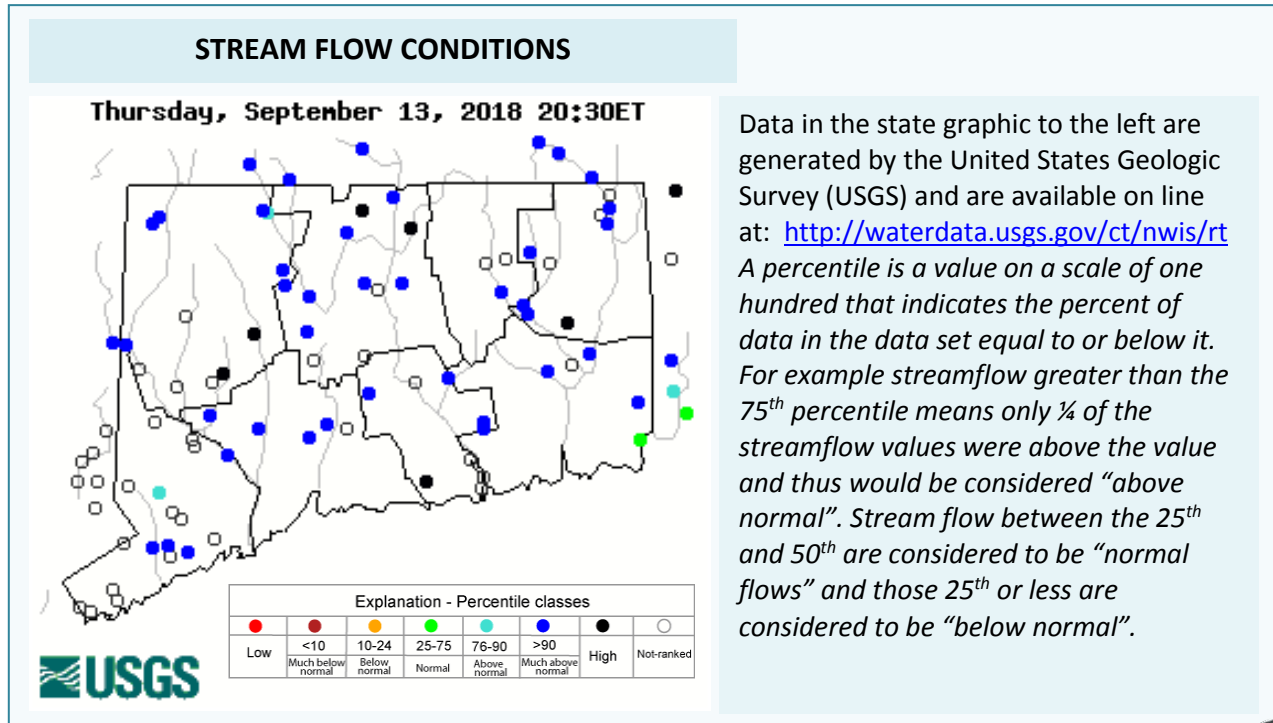 STREAM FLOW CONDITIONS
Thursday, September 13, 2018 20:30ET
Explanation - Percentile classes
Low <10 10-24 25-75 76-90 >90 High Not-ranked
Much below normal Below normal Normal Above normal Much above normal
USGS
Data in the state graphic to the left are
generated by the United States Geologic
Survey (USGS) and are available on line
at: http://waterdata.usgs.gov/ct/nwis/rt
A percentile is a value on a scale of one
hundred that indicates the percent of
data in the data set equal to or below it.
For example streamflow greater than the
75th percentile means only ¼ of the
streamflow values were above the value
and thus would be considered “above
normal”. Stream flow between the 25th
and 50th are considered to be “normal
flows” and those 25th or less are
considered to be “below normal”.